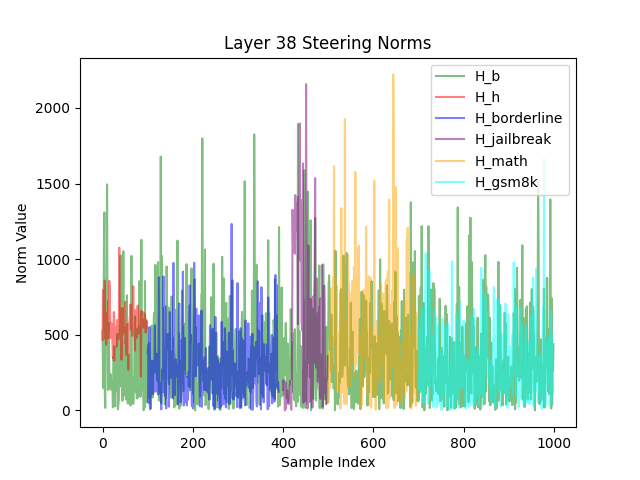 Layer 38 Steering Norms
H_b
H_h
H_borderline
H_jailbreak
H_math
H_gsm8k
Norm Value
2000
1500
1000
500
0
0
200
400
600
800
1000
Sample Index